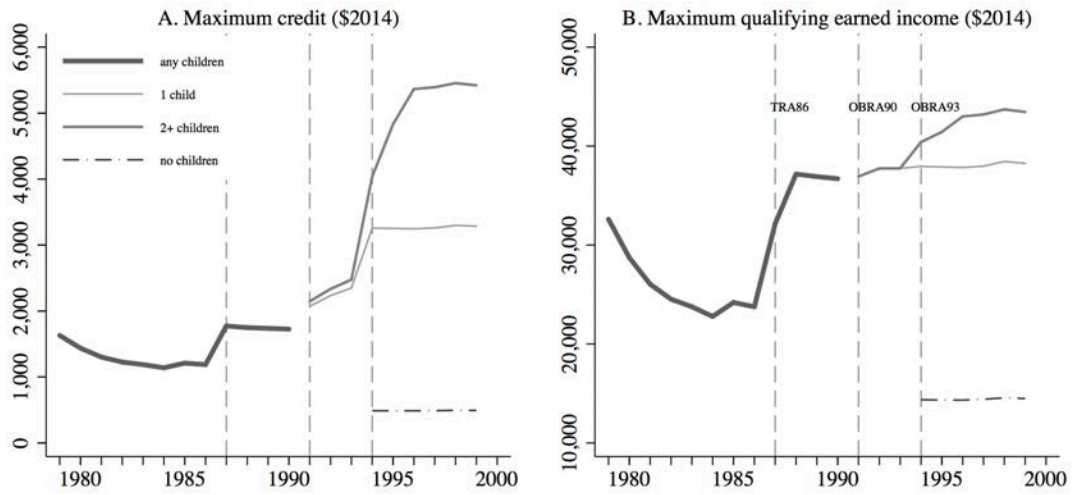 A. Maximum credit ($2014)
6,000
5,000
4,000
3,000
2,000
1,000
0
any children
1 child
2+ children
no children
1980 1985 1990 1995 2000
B. Maximum qualifying earned income ($2014)
50,000
40,000
30,000
20,000
10,000
TRA86 OBRA90 OBRA93
1980 1985 1990 1995 2000